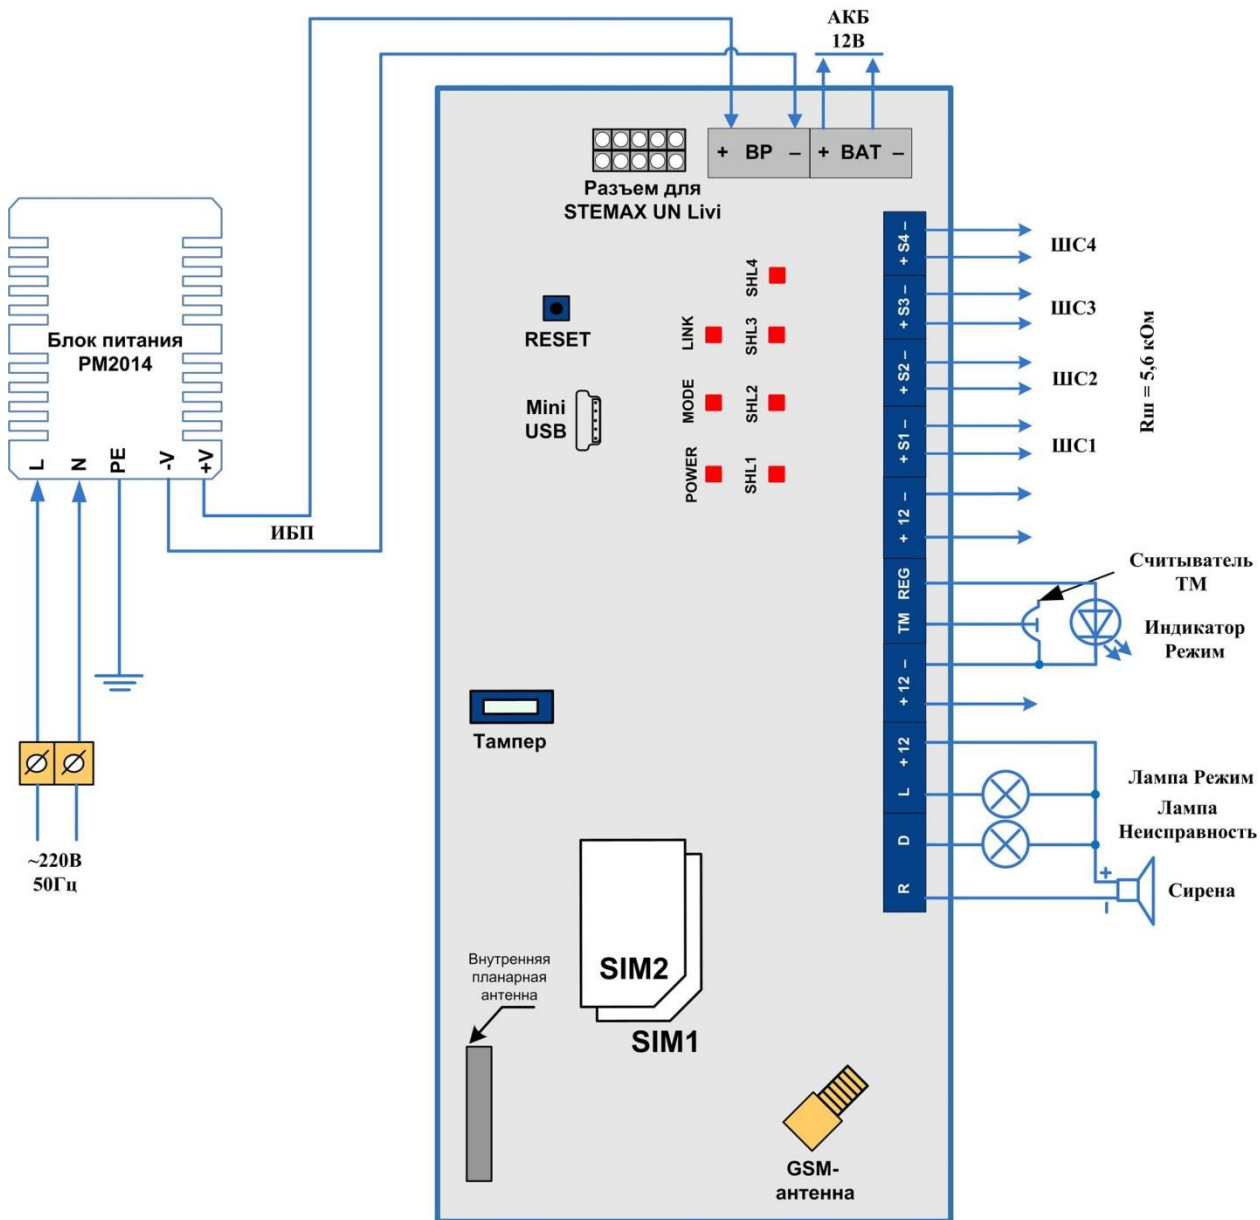 АКБ
12В
+ BP –
+ BAT –
Разъем для
STEMAX UN Livi
+ S4 –
ШС4
SHL4
+ S3 –
ШС3
RESET
LINK
SHL3
Блок питания
PM2014
+ S2 –
ШС2
Rш = 5,6 кОм
Mini
USB
MODE
SHL2
+ S1 –
ШС1
L
N
PE
-V
+V
POWER
SHL1
+ 12 –
ИБП
Считыватель
ТМ
REG
TM
Индикатор
Режим
+ 12 –
Тампер
+ 12
L
Лампа Режим
Лампа
Неисправность
D
~220В
50Гц
R
+
–
Сирена
Внутренняя
планарная
антенна
SIM2
SIM1
GSM-
антенна